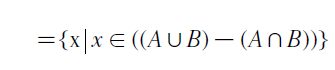 ={x|x ∈ ((A ∪ B) − (A ∩ B))}